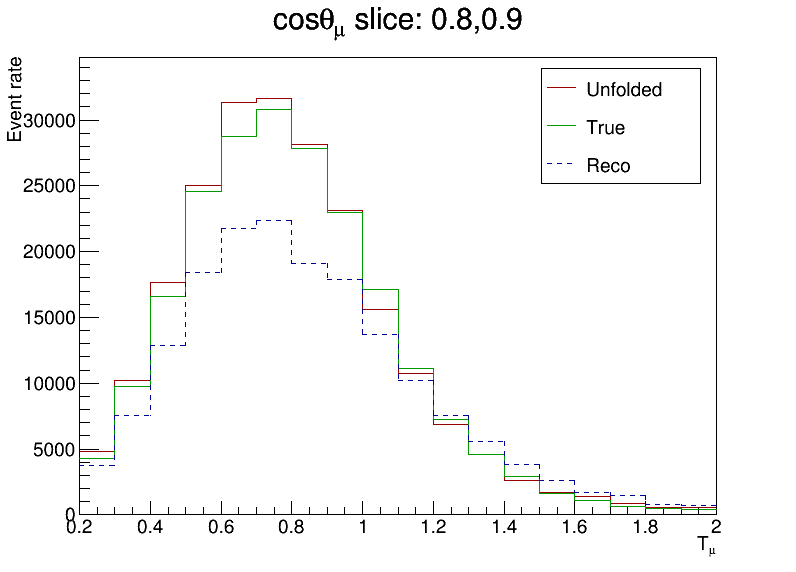 cosθμ slice: 0.8,0.9
Event rate
Unfolded
True
Reco
30000
25000
20000
15000
10000
5000
0
0.2 0.4 0.6 0.8 1 1.2 1.4 1.6 1.8 2
Tμ